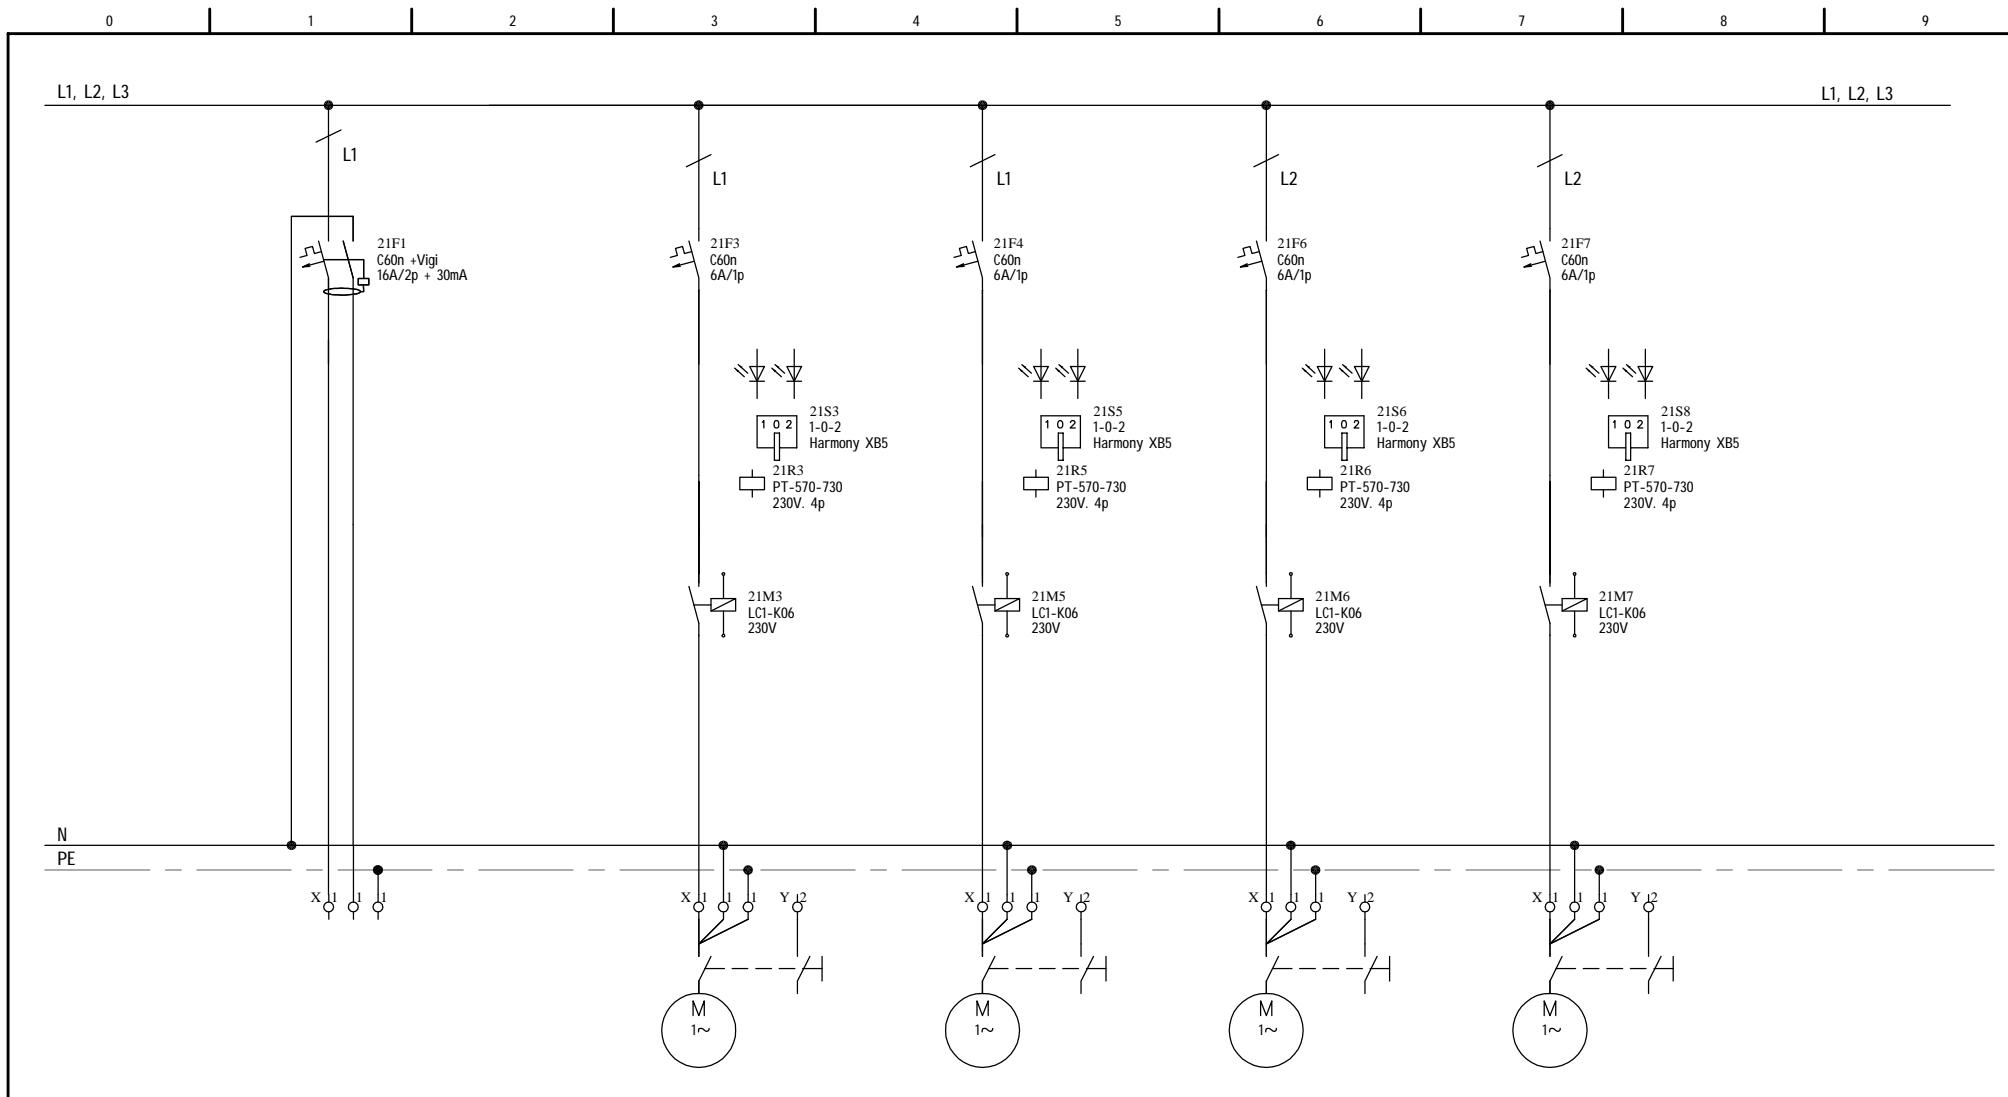 0 1 2 3 4 5 6 7 8 9
L1, L2, L3 L1, L2, L3
L1
L1 L1 L2 L2
21F1
C60n +Vigi
16A/2p + 30mA
21F3
C60n
6A/1p
21F4
C60n
6A/1p
21F6
C60n
6A/1p
21F7
C60n
6A/1p
1 0 2
21S3
1-0-2
Harmony XB5
1 0 2
21S5
1-0-2
Harmony XB5
1 0 2
21S6
1-0-2
Harmony XB5
1 0 2
21S8
1-0-2
Harmony XB5
21R3
PT-570-730
230V. 4p
21R5
PT-570-730
230V. 4p
21R6
PT-570-730
230V. 4p
21R7
PT-570-730
230V. 4p
21M3
LC1-K06
230V
21M5
LC1-K06
230V
21M6
LC1-K06
230V
21M7
LC1-K06
230V
N
PE
X 1 1 1 X 1 1 1 Y 2 X 1 1 1 Y 2 X 1 1 1 Y 2 X 1 1 1 Y 2
M M M M
1~ 1~ 1~ 1~